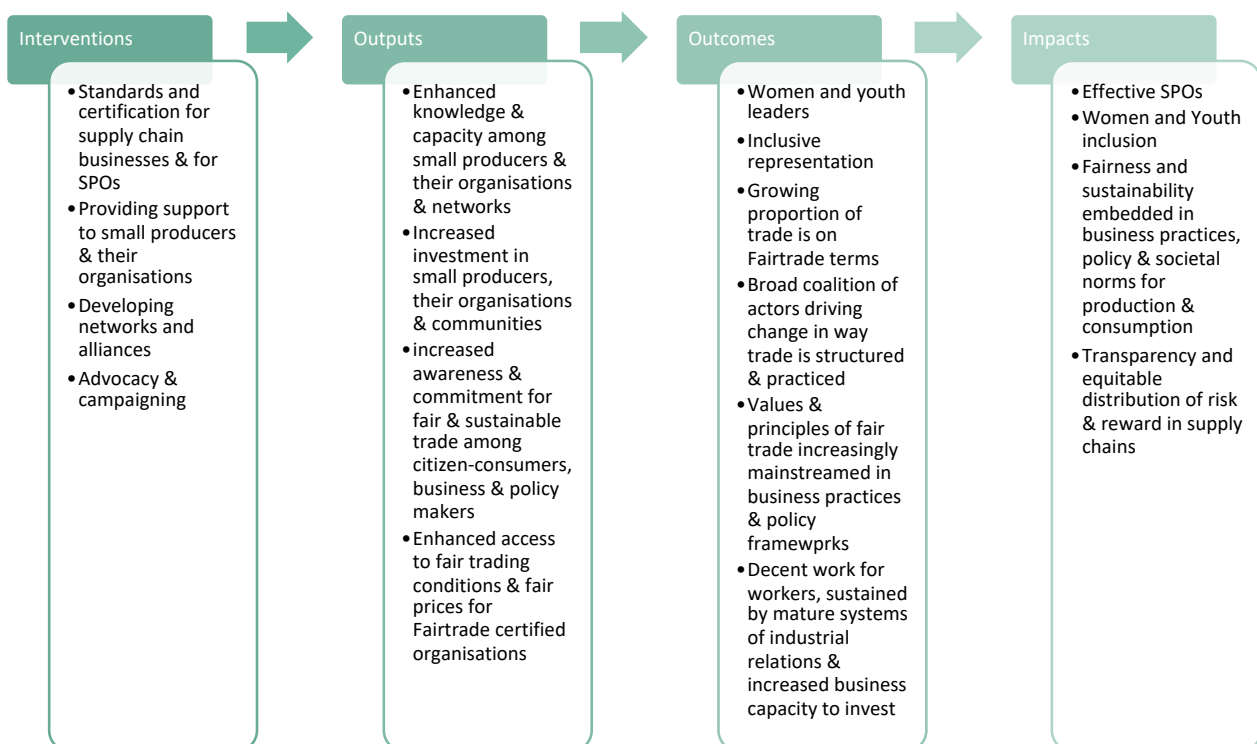 Interventions
• Standards and
certification for
supply chain
businesses & for
SPOs
• Providing support
to small producers
& their
organisations
• Developing
networks and
alliances
• Advocacy &
campaigning
Outputs
• Enhanced
knowledge &
capacity among
small producers &
their organisations
& networks
• Increased
investment in
small producers,
their organisations
& communities
• increased
awareness &
commitment for
fair & sustainable
trade among
citizen-consumers,
business & policy
makers
• Enhanced access
to fair trading
conditions & fair
prices for
Fairtrade certified
organisations
Outcomes
• Women and youth
leaders
• Inclusive
representation
• Growing
proportion of
trade is on
Fairtrade terms
• Broad coalition of
actors driving
change in way
trade is structured
& practiced
• Values &
principles of fair
trade increasingly
mainstreamed in
business practices
& policy
framewprks
• Decent work for
workers, sustained
by mature systems
of industrial
relations &
increased business
capacity to invest
Impacts
• Effective SPOs
• Women and Youth
inclusion
• Fairness and
sustainability
embedded in
business practices,
policy & societal
norms for
production &
consumption
• Transparency and
equitable
distribution of risk
& reward in supply
chains